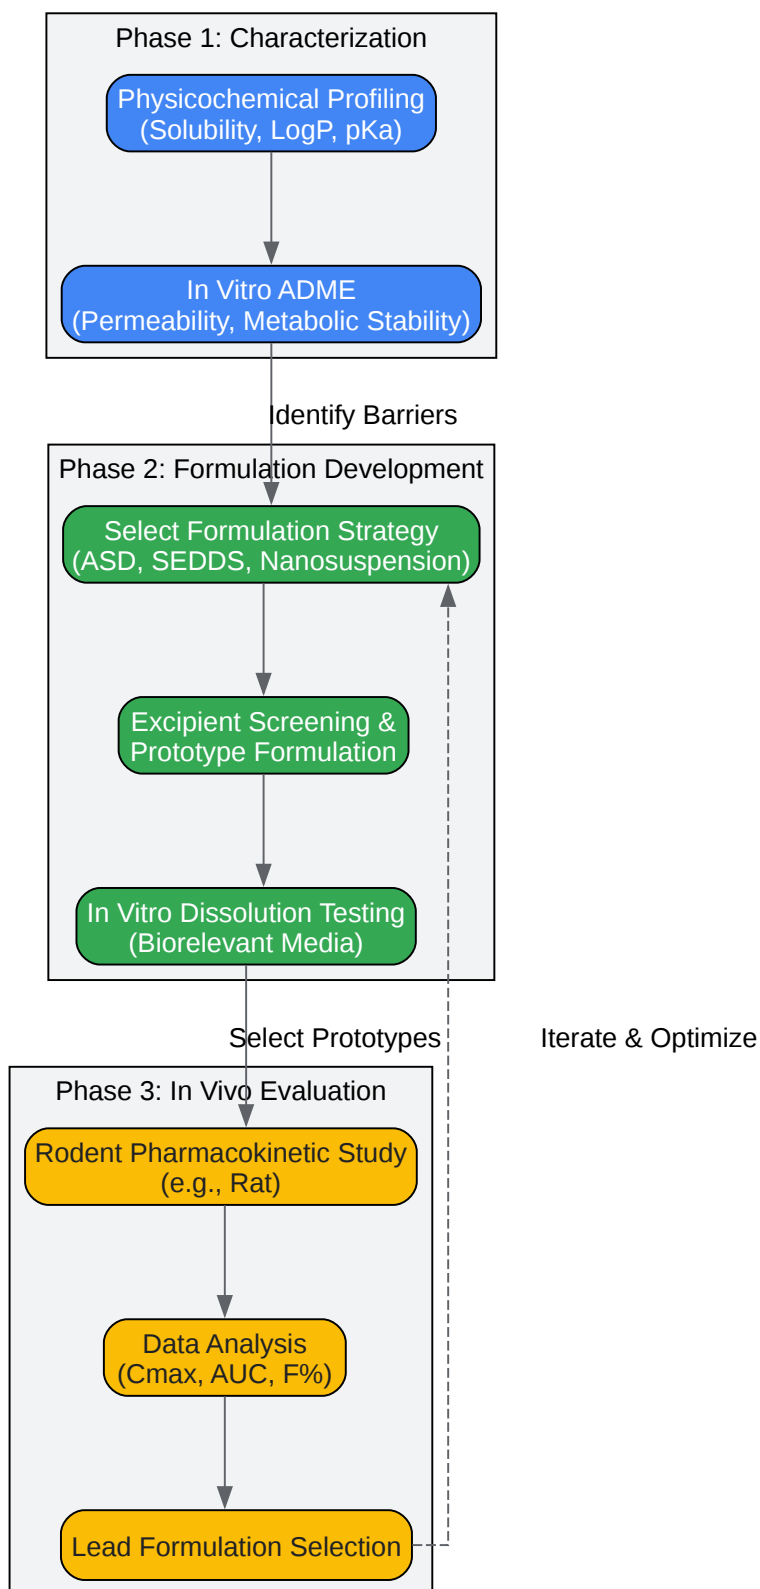 Phase 1: Characterization
Physicochemical Profiling
(Solubility, LogP, pKa)
In Vitro ADME
(Permeability, Metabolic Stability)
Identify Barriers
Phase 2: Formulation Development
Select Formulation Strategy
(ASD, SEDDS, Nanosuspension)
Excipient Screening &
Prototype Formulation
In Vitro Dissolution Testing
(Biorelevant Media)
Select Prototypes
Iterate & Optimize
Phase 3: In Vivo Evaluation
Rodent Pharmacokinetic Study
(e.g., Rat)
Data Analysis
(Cmax, AUC, F%)
Lead Formulation Selection